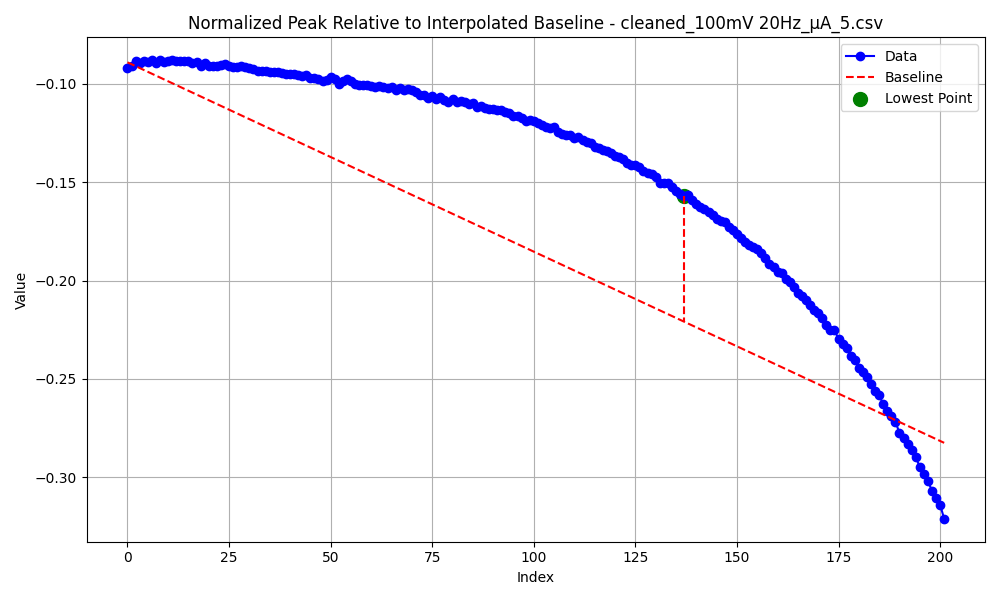 Normalized Peak Relative to Interpolated Baseline - cleaned_100mV 20Hz_μA_5.csv
Data
Baseline
Lowest Point
Value
−0.10
−0.15
−0.20
−0.25
−0.30
0 25 50 75 100 125 150 175 200
Index